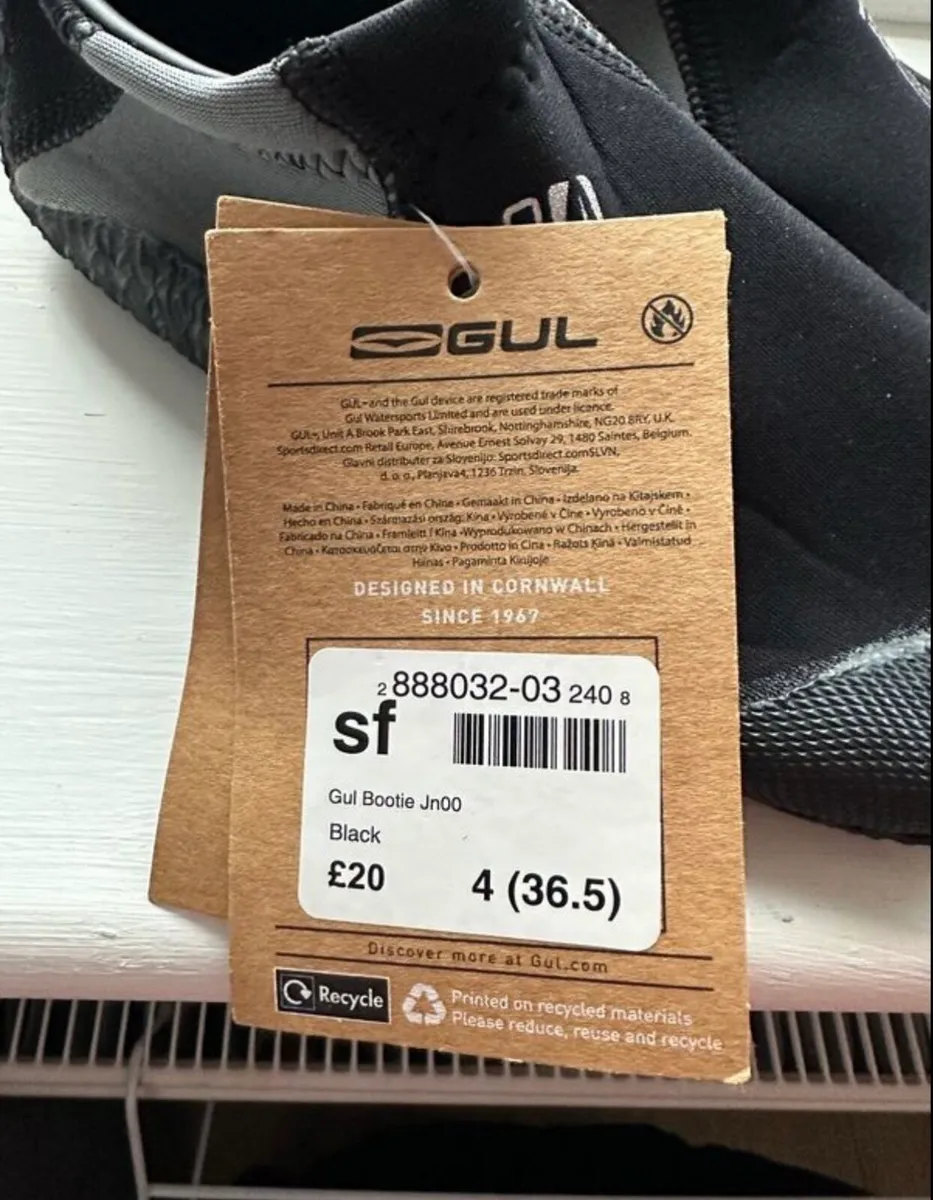 GUL
GUL and the Gul device are registered trade marks of
Gul Watersports Limited and are used under licence.
GUL, Unit A Brook Park East, Shirebrook, Nottinghamshire, NG20 8RY, U.K.
Sportsdirect.com Retail Europe, Avenue Ernest Solvay 29, 1480 Saintes, Belgium.
Glavni distributer za Slovenijo: Sportsdirect.comSLVN,
d. o. o., Planjava4, 1236 Trzin, Slovenija.
Made in China • Fabriqué en Chine • Gemaakt in China • Izdelano na Kitajskem •
Hecho en China • Származási ország: Kína • Vyrobené v Číne • Vyrobeno v Číně •
Fabricado na China • Framleitt í Kína •Wyprodukowano w Chinach • Hergestellt in
China • Κατασκευάζεται στην Κίνα • Prodotto in Cina • Ražots Ķīnā • Valmistatud
Hiinas • Pagaminta Kinijoje
DESIGNED IN CORNWALL
SINCE 1967
2 888032-03 240 8
sf
Gul Bootie Jn00
Black
£20 4 (36.5)
Discover more at Gul.com
Recycle
Printed on recycled materials
Please reduce, reuse and recycle